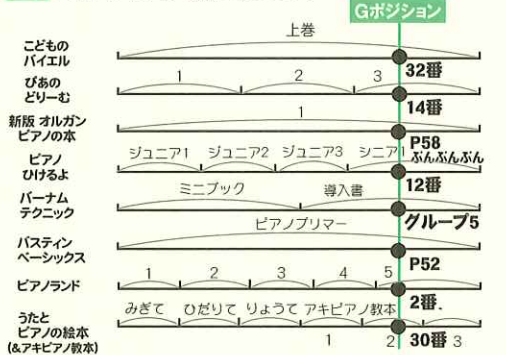 Gポジション
こどもの
バイエル
上巻
32番
ぴあの
どりーむ
1 2 3
14番
新版 オルガン
ピアノの本
1
P58
ぶんぶんぶん
ピアノ
ひけるよ
ジュニア1 ジュニア2 ジュニア3 シニア1
12番
バーナム
テクニック
ミニブック 導入書
グループ5
バスティン
ベーシックス
ピアノプリマー
P52
ピアノランド
1 2 3 4 5
2番.
うたと
ピアノの絵本
(&アキピアノ教本)
みぎて ひだりて りょうて アキピアノ教本
1 2 30番 3